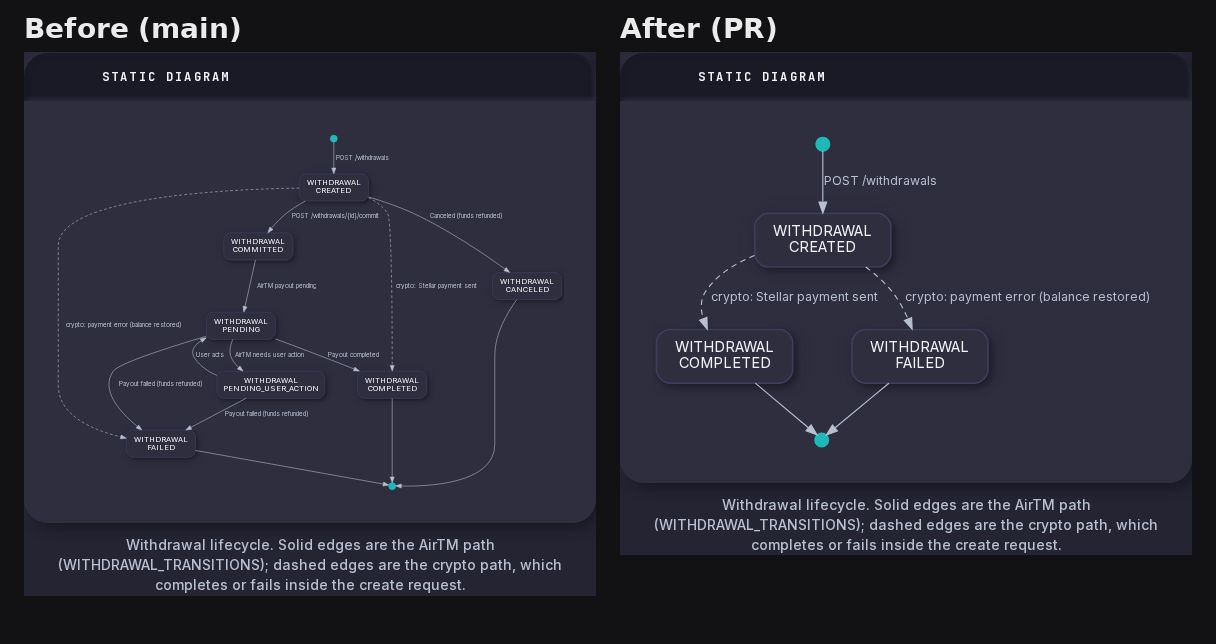 Before (main)
STATIC DIAGRAM
POST /withdrawals
WITHDRAWAL
CREATED
POST /withdrawals/{id}/commit
Canceled (funds refunded)
WITHDRAWAL
COMMITTED
WITHDRAWAL
CANCELED
AirTM payout pending
crypto: Stellar payment sent
crypto: payment error (balance restored)
WITHDRAWAL
PENDING
User acts
AirTM needs user action
Payout completed
Payout failed (funds refunded)
WITHDRAWAL
PENDING_USER_ACTION
WITHDRAWAL
COMPLETED
Payout failed (funds refunded)
WITHDRAWAL
FAILED
Withdrawal lifecycle. Solid edges are the AirTM path
(WITHDRAWAL_TRANSITIONS); dashed edges are the crypto path, which
completes or fails inside the create request.
After (PR)
STATIC DIAGRAM
POST /withdrawals
WITHDRAWAL
CREATED
crypto: Stellar payment sent
crypto: payment error (balance restored)
WITHDRAWAL
COMPLETED
WITHDRAWAL
FAILED
Withdrawal lifecycle. Solid edges are the AirTM path
(WITHDRAWAL_TRANSITIONS); dashed edges are the crypto path, which
completes or fails inside the create request.